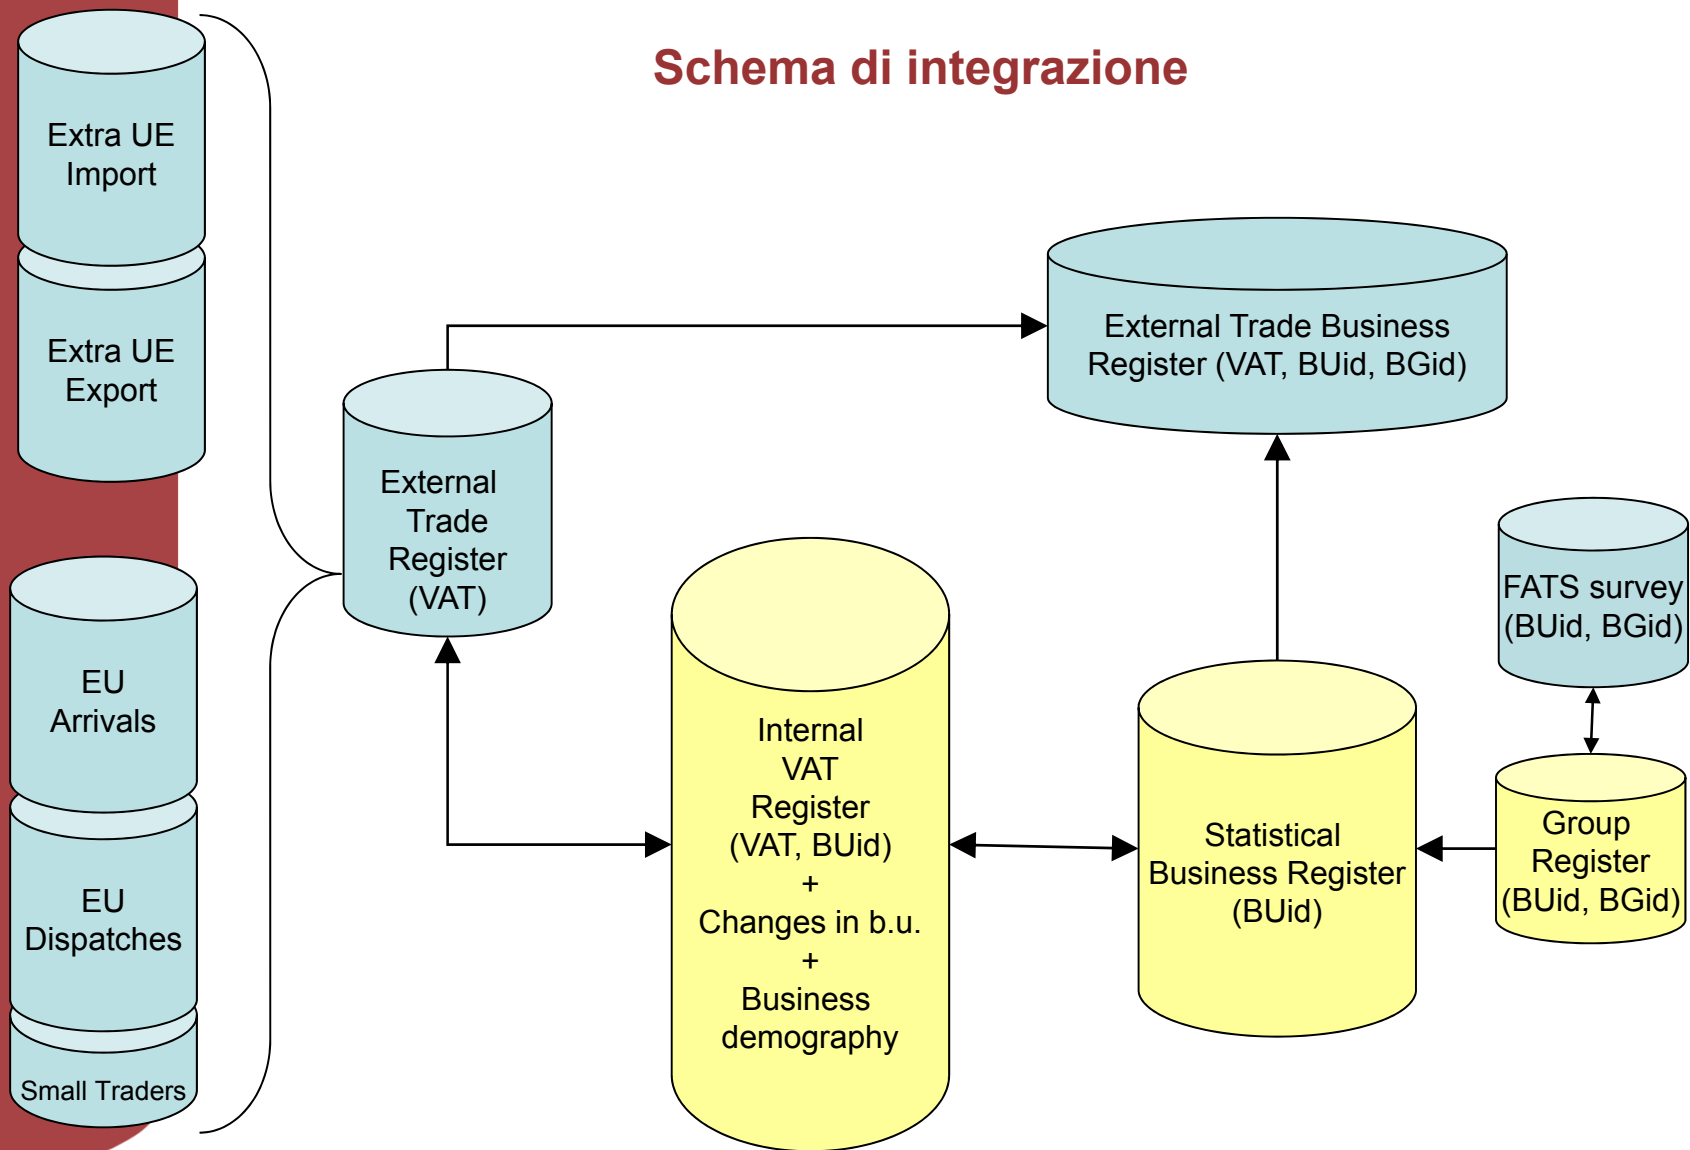 Schema di integrazione
Extra UE
Import
Extra UE
Export
EU
Arrivals
EU
Dispatches
Small Traders
External
Trade
Register
(VAT)
External Trade Business
Register (VAT, BUid, BGid)
Internal
VAT
Register
(VAT, BUid)
+
Changes in b.u.
+
Business
demography
Statistical
Business Register
(BUid)
FATS survey
(BUid, BGid)
Group
Register
(BUid, BGid)